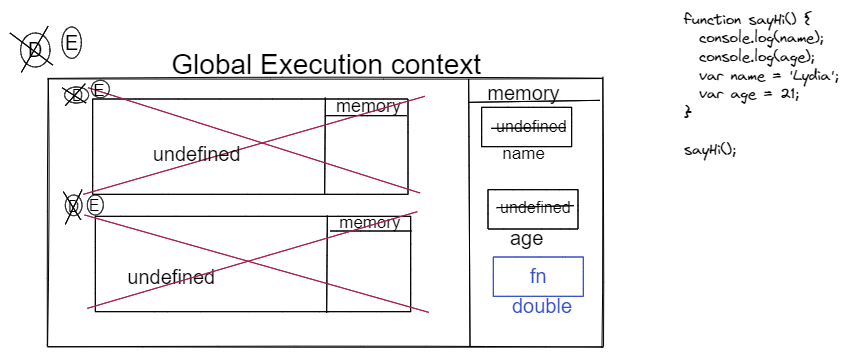 D E
Global Execution context
D E
memory
undefined
D E
memory
undefined
memory
undefined
name
undefined
age
fn
double
function sayHi() {
console.log(name);
console.log(age);
var name = 'Lydia';
var age = 21;
}
sayHi();